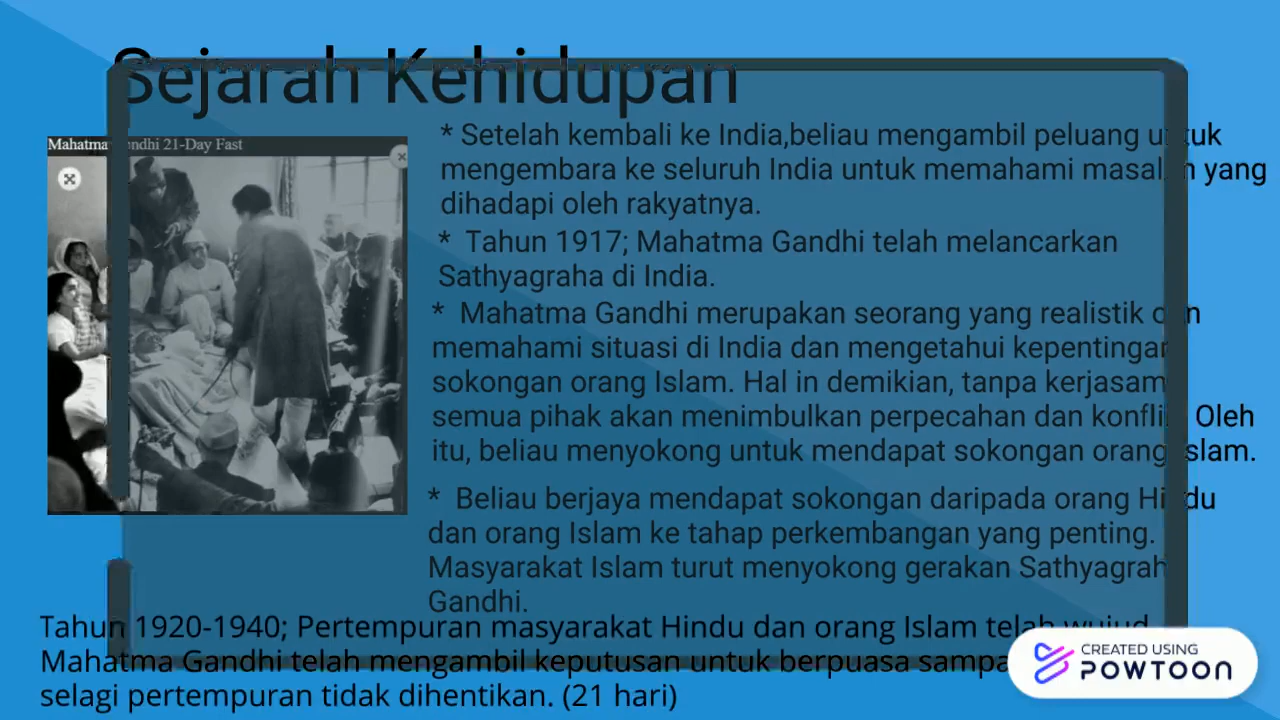 Sejarah Kehidupan
Mahatma Gandhi 21-Day Fast
* Setelah kembali ke India,beliau mengambil peluang untuk
mengembara ke seluruh India untuk memahami masalah yang
dihadapi oleh rakyatnya.
* Tahun 1917; Mahatma Gandhi telah melancarkan
Sathyagraha di India.
* Mahatma Gandhi merupakan seorang yang realistik dan
memahami situasi di India dan mengetahui kepentingan
sokongan orang Islam. Hal in demikian, tanpa kerjasama
semua pihak akan menimbulkan perpecahan dan konflik. Oleh
itu, beliau menyokong untuk mendapat sokongan orang Islam.
* Beliau berjaya mendapat sokongan daripada orang Hindu
dan orang Islam ke tahap perkembangan yang penting.
Masyarakat Islam turut menyokong gerakan Sathyagraha
Gandhi.
Tahun 1920-1940; Pertempuran masyarakat Hindu dan orang Islam telah wujud
Mahatma Gandhi telah mengambil keputusan untuk berpuasa
selagi pertempuran tidak dihentikan. (21 hari)
CREATED USING
POWTOON